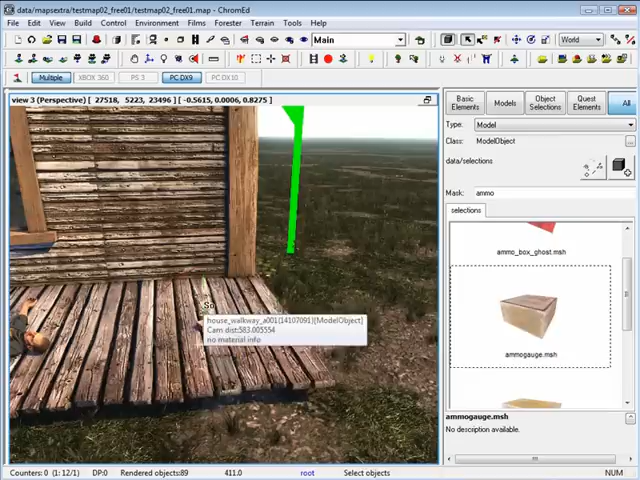 data/mapsextra/testmap02_free01/testmap02_free01.map - ChromEd
File Edit View Build Control Environment Films Forester Terrain Tools Help
Main World
Multiple XBOX 360 PS 3 PC DX9 PC DX10
view 3 (Perspective) [ 27518, 5223, 23496 ] [ -0.5615, 0.0006, 0.8275 ]
Basic Elements
Models
Object Selections
Quest Elements
All
Type: Model
Class: ModelObject
data/selections
Mask: ammo
selections
ammo_box_ghost.msh
ammogauge.msh
house_walkway_a001(14107091)[ModelObject]
Cam dist:583.005554
no material info
ammogauge.msh
No description available.
Counters: 0 (1: 12/1) DP:0 Rendered objects:89 411.0 root Select objects NUM